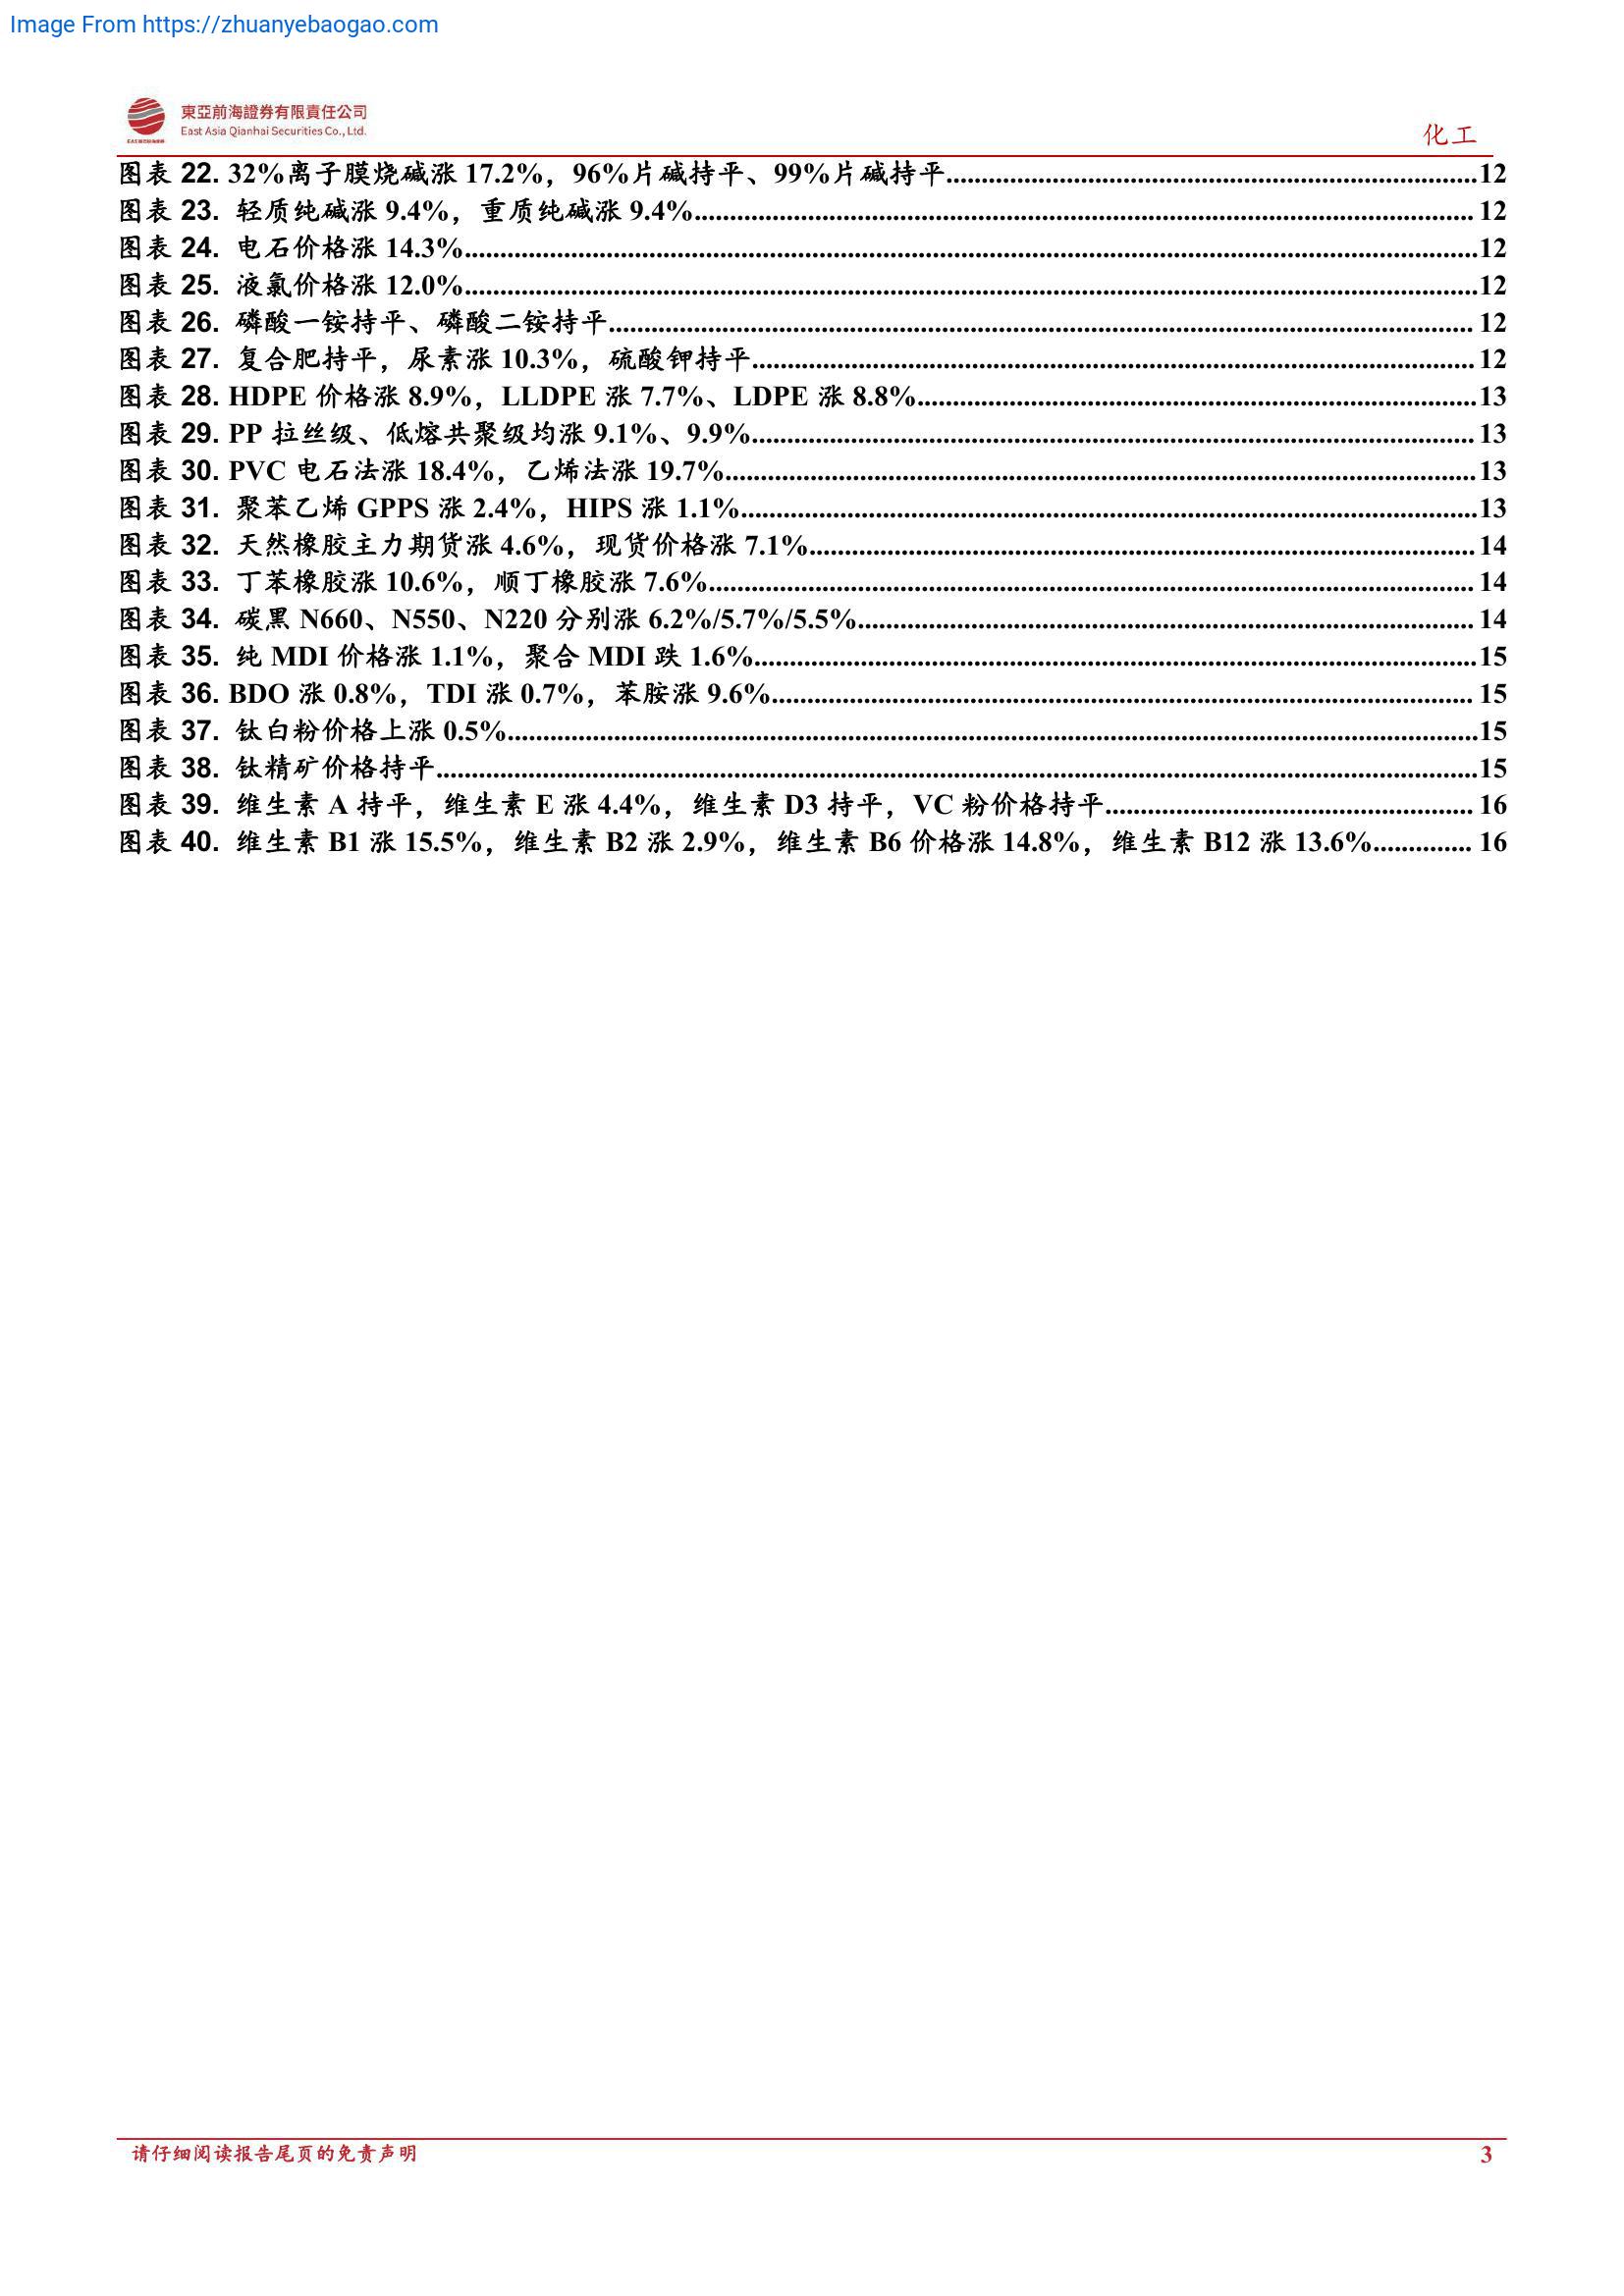 Image From https://zhuanyebaogao.com
東亞前海證券有限責任公司
East Asia Qianhai Securities Co., Ltd.
化工
图表 22. 32%离子膜烧碱涨 17.2%，96%片碱持平、99%片碱持平..........12
图表 23. 轻质纯碱涨 9.4%，重质纯碱涨 9.4%..........12
图表 24. 电石价格涨 14.3%..........12
图表 25. 液氯价格涨 12.0%..........12
图表 26. 磷酸一铵持平、磷酸二铵持平..........12
图表 27. 复合肥持平，尿素涨 10.3%，硫酸钾持平..........12
图表 28. HDPE 价格涨 8.9%，LLDPE 涨 7.7%、LDPE 涨 8.8%..........13
图表 29. PP 拉丝级、低熔共聚级均涨 9.1%、9.9%..........13
图表 30. PVC 电石法涨 18.4%，乙烯法涨 19.7%..........13
图表 31. 聚苯乙烯 GPPS 涨 2.4%，HIPS 涨 1.1%..........13
图表 32. 天然橡胶主力期货涨 4.6%，现货价格涨 7.1%..........14
图表 33. 丁苯橡胶涨 10.6%，顺丁橡胶涨 7.6%..........14
图表 34. 碳黑 N660、N550、N220 分别涨 6.2%/5.7%/5.5%..........14
图表 35. 纯 MDI 价格涨 1.1%，聚合 MDI 跌 1.6%..........15
图表 36. BDO 涨 0.8%，TDI 涨 0.7%，苯胺涨 9.6%..........15
图表 37. 钛白粉价格上涨 0.5%..........15
图表 38. 钛精矿价格持平..........15
图表 39. 维生素 A 持平，维生素 E 涨 4.4%，维生素 D3 持平，VC 粉价格持平..........16
图表 40. 维生素 B1 涨 15.5%，维生素 B2 涨 2.9%，维生素 B6 价格涨 14.8%，维生素 B12 涨 13.6%..........16
请仔细阅读报告尾页的免责声明
3